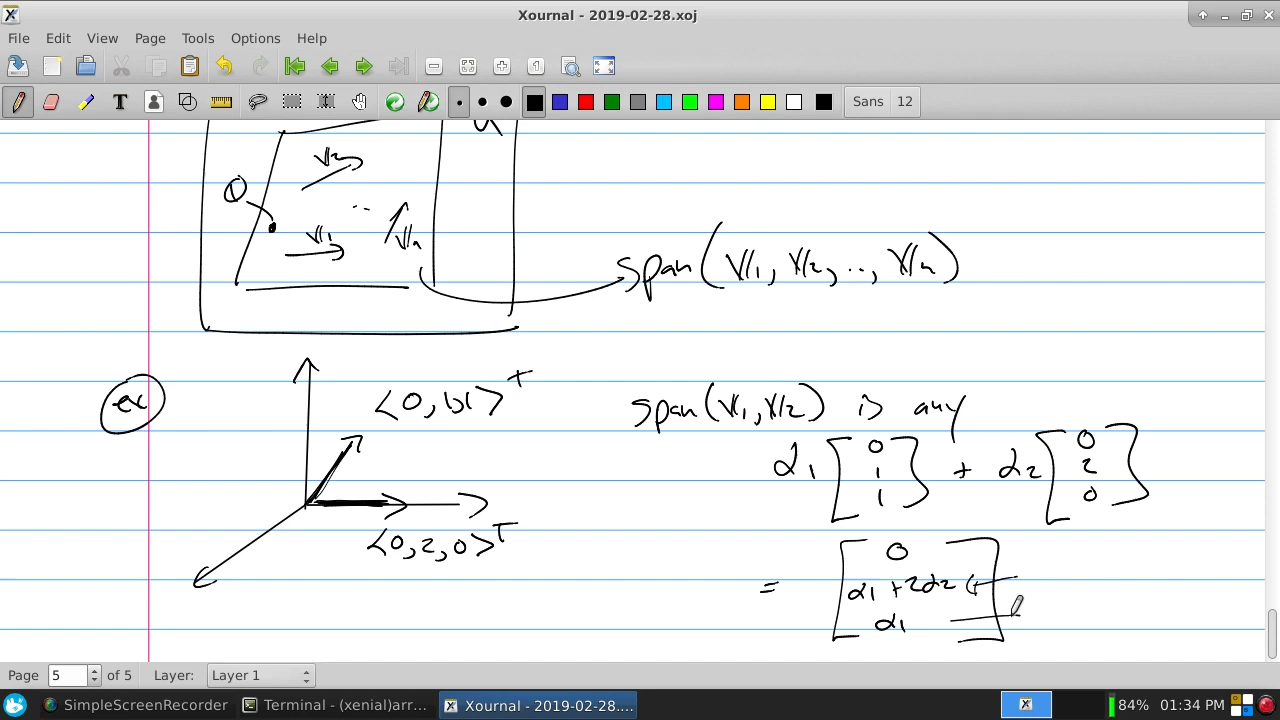 Xournal - 2019-02-28.xoj
File Edit View Page Tools Options Help
Sans 12
V2
0
V1
..
Vn
span(V1, V2, .., Vn)
ex
<0,1,1>^T
<0,2,0>^T
span(V1,V2) is any
α1 [0 1 1] + α2 [0 2 0]
= [0
α1+2α2
α1]
Page 5 of 5 Layer: Layer 1
SimpleScreenRecorder Terminal - (xenial)arr... Xournal - 2019-02-28.... 84% 01:34 PM